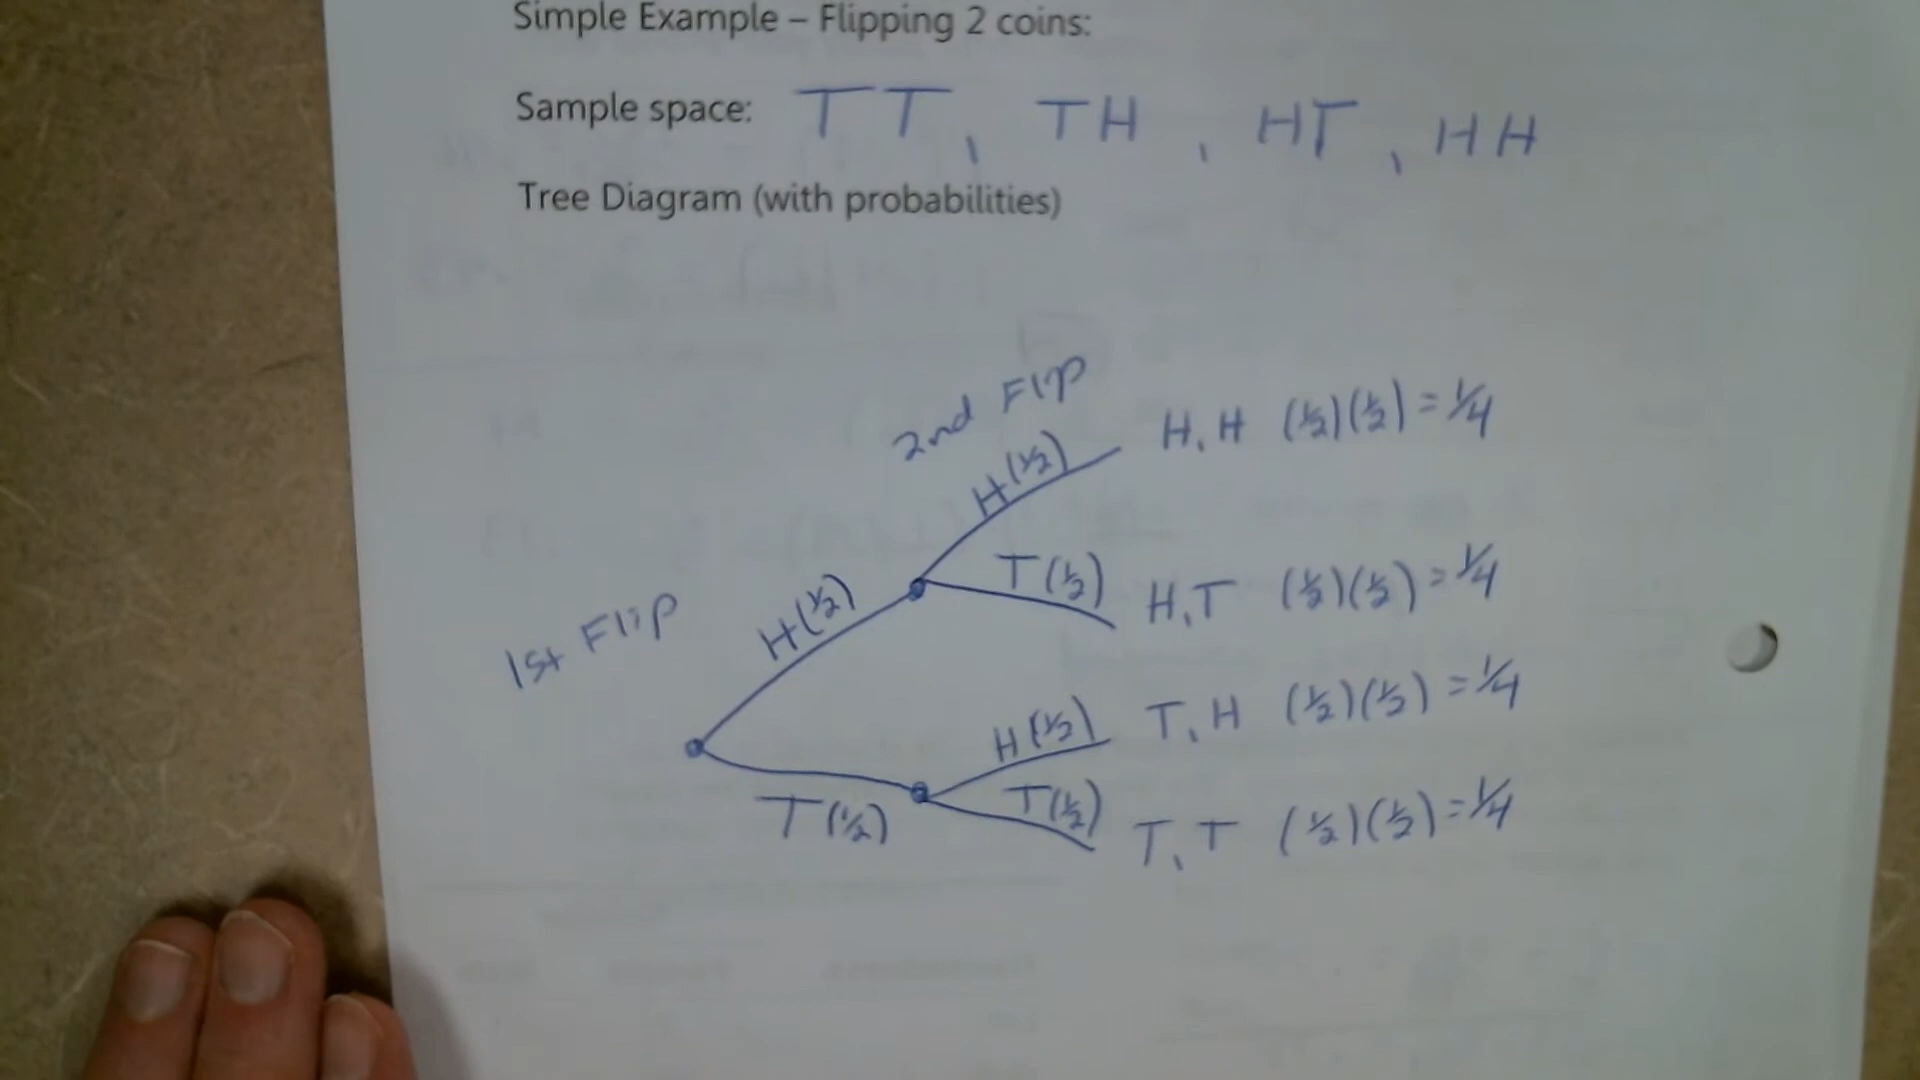 Simple Example – Flipping 2 coins:
Sample space: TT, TH, HT, HH
Tree Diagram (with probabilities)
2nd Flip
H(1/2) H, H (1/2)(1/2) = 1/4
1st Flip
H(1/2)
T(1/2) H, T (1/2)(1/2) = 1/4
H(1/2) T, H (1/2)(1/2) = 1/4
T(1/2)
T(1/2) T, T (1/2)(1/2) = 1/4